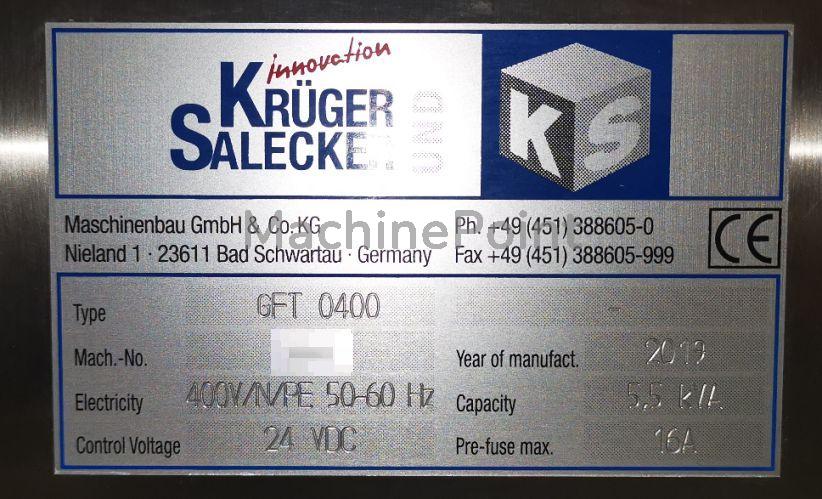 innovation
KRÜGER
UND
SALECKER
KS
Maschinenbau GmbH & Co. KG Ph. +49 (451) 388605-0
Nieland 1 · 23611 Bad Schwartau · Germany Fax +49 (451) 388605-999
CE
MachinePoint
Type GFT 0400 -
Mach.-No. Year of manufact. 2019
Electricity 400V/N/PE 50-60 Hz Capacity 5,5 kVA
Control Voltage 24 VDC Pre-fuse max. 16A